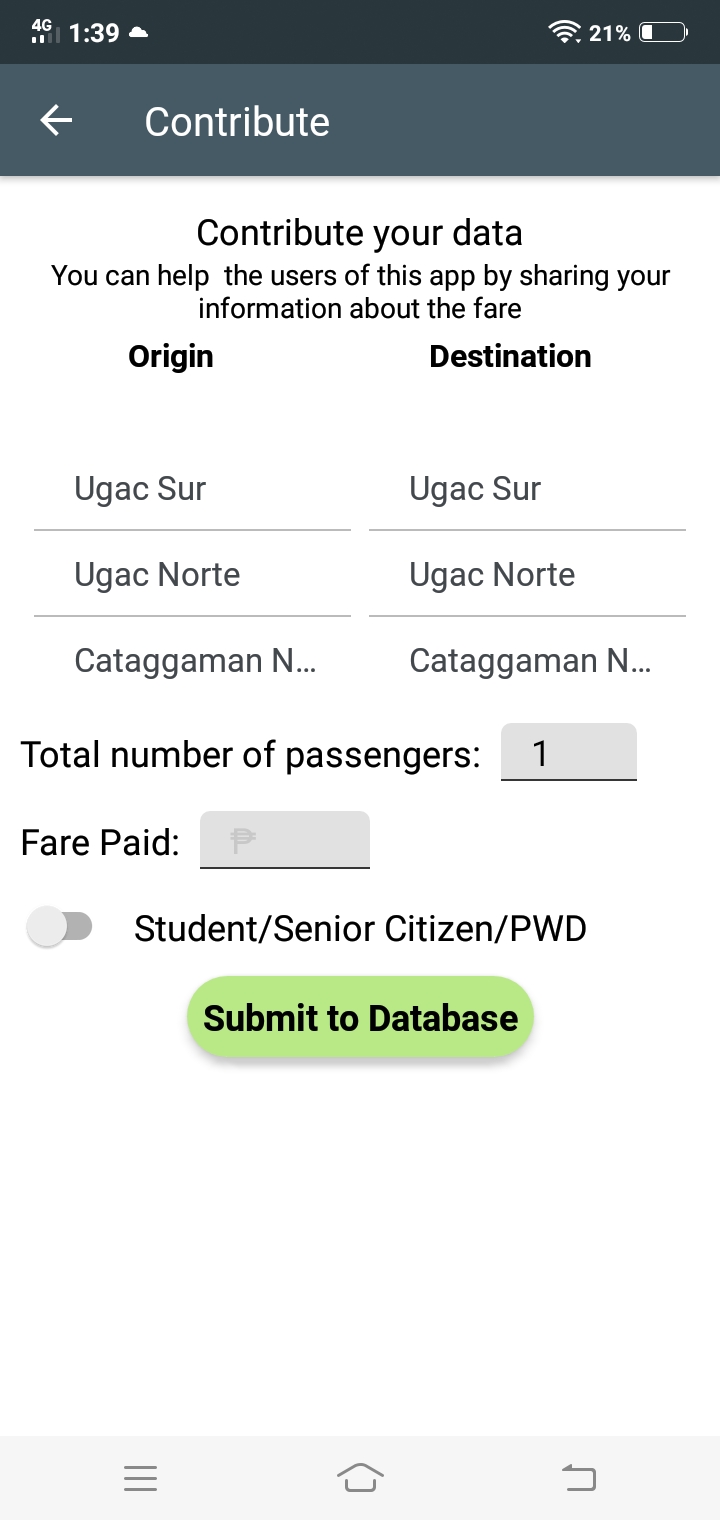 4G 1:39 21%
Contribute
Contribute your data
You can help  the users of this app by sharing your
information about the fare
Origin Destination
Ugac Sur Ugac Sur
Ugac Norte Ugac Norte
Cataggaman N... Cataggaman N...
Total number of passengers: 1
Fare Paid: ₱
Student/Senior Citizen/PWD
Submit to Database